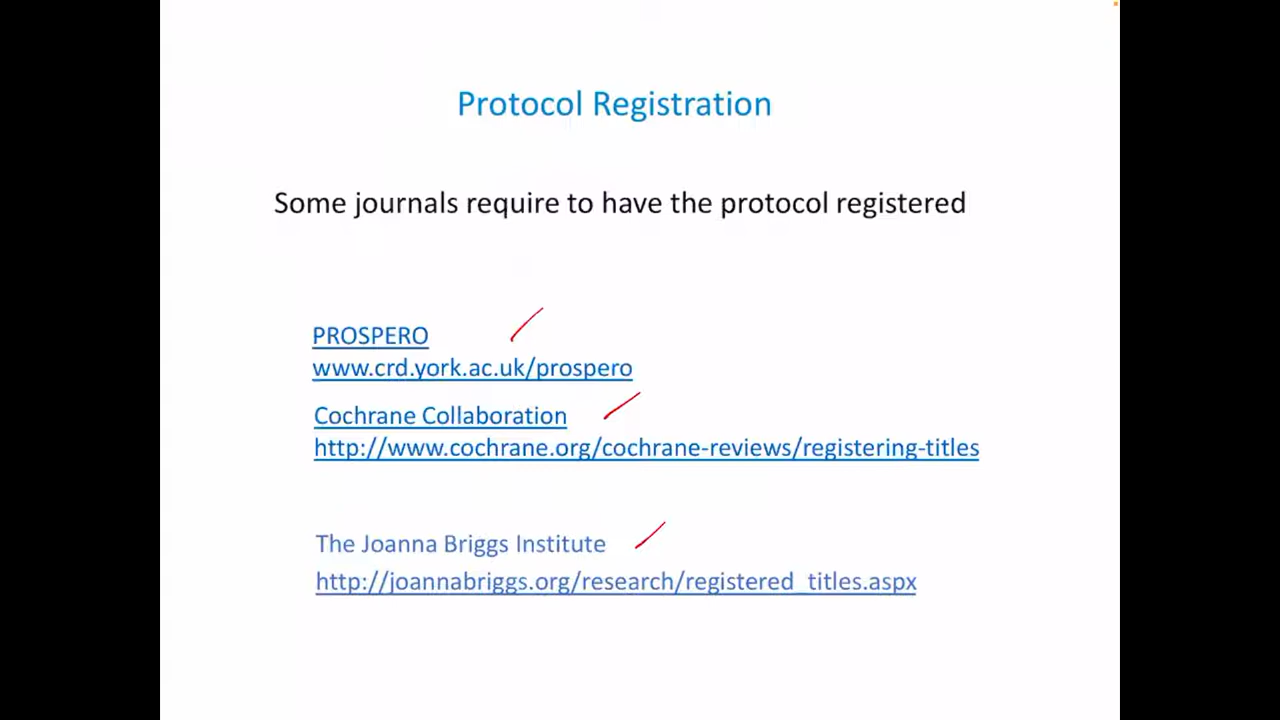 Protocol Registration
Some journals require to have the protocol registered
PROSPERO
www.crd.york.ac.uk/prospero
Cochrane Collaboration
http://www.cochrane.org/cochrane-reviews/registering-titles
The Joanna Briggs Institute
http://joannabriggs.org/research/registered_titles.aspx